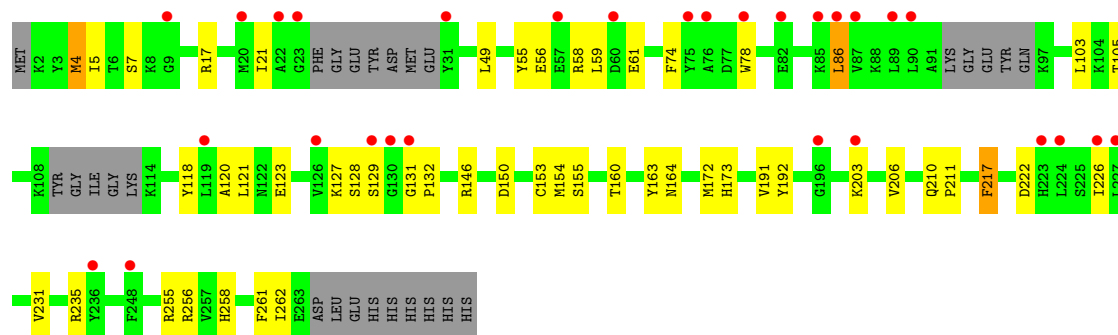 MET K2 Y3 M4 I5 T6 S7 K8 G9 R17 M20 I21 A22 G23 PHE GLY GLU TYR ASP MET GLU Y31 L49 Y55 E56 E57 R58 L59 D60 E61 F74 Y75 A76 D77 W78 E82 K85 L86 V87 K88 L89 L90 A91 LYS GLY GLU TYR GLN K97 L103 K104 T105
K108 TYR GLY ILE GLY LYS K114 Y118 L119 A120 L121 N122 E123 V126 K127 S128 S129 G130 G131 P132 R146 D150 C153 M154 S155 T160 Y163 N164 M172 H173 V191 Y192 G196 K203 V206 Q210 P211 F217 D222 H223 L224 S225 I226
V231 R235 Y236 F248 R255 R256 V257 H258 F261 I262 E263 ASP LEU GLU HIS HIS HIS HIS HIS HIS